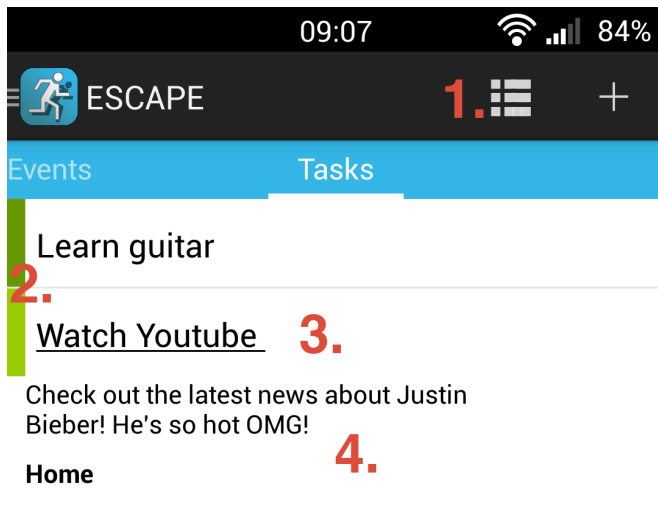 09:07 84%
ESCAPE 1.
Events Tasks
Learn guitar
2.
Watch Youtube 3.
Check out the latest news about Justin
Bieber! He's so hot OMG!
4.
Home